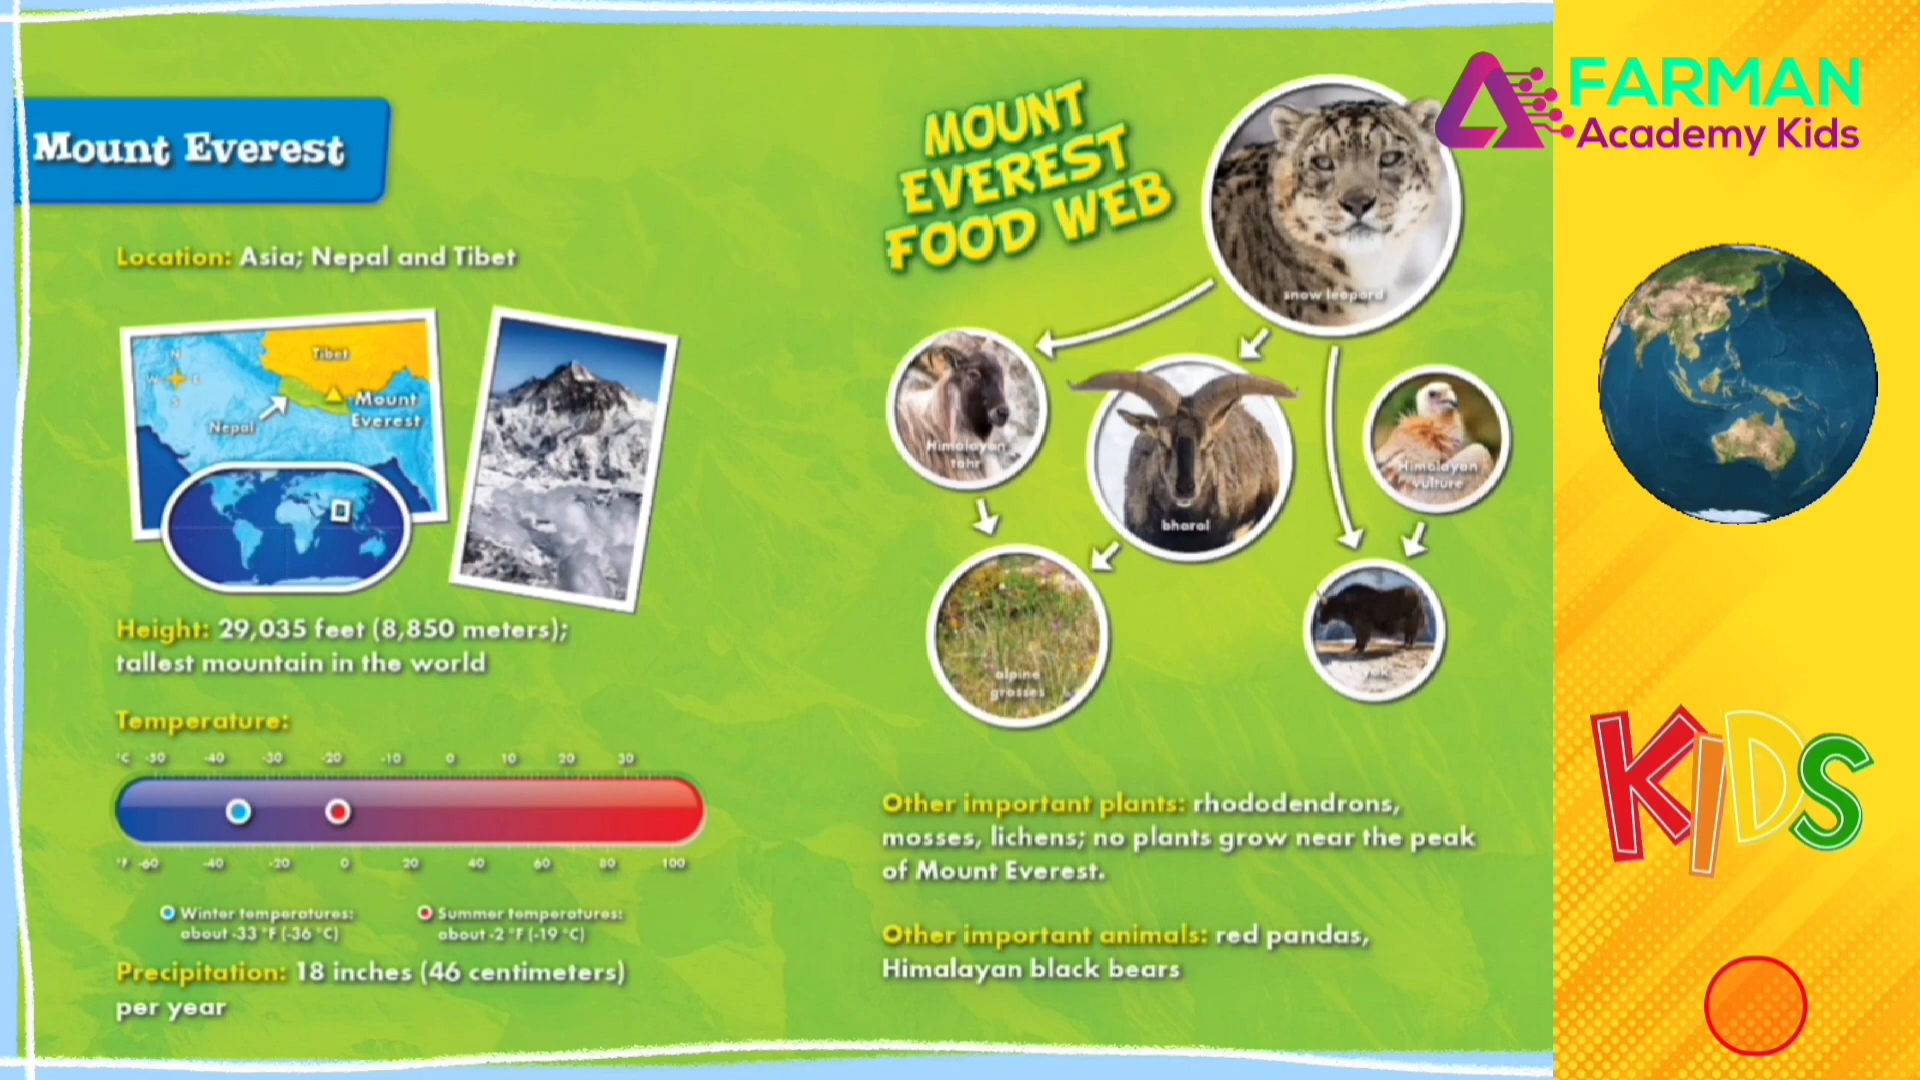 Mount Everest
Location: Asia; Nepal and Tibet
N
W E
S
Tibet
Mount
Everest
Nepal
Height: 29,035 feet (8,850 meters);
tallest mountain in the world
Temperature:
°C -50 -40 -30 -20 -10 0 10 20 30
°F -60 -40 -20 0 20 40 60 80 100
Winter temperatures:
about -33 °F (-36 °C)
Summer temperatures:
about -2 °F (-19 °C)
Precipitation: 18 inches (46 centimeters)
per year
MOUNT
EVEREST
FOOD WEB
snow leopard
Himalayan
tahr
bharal
Himalayan
vulture
alpine
grasses
yak
Other important plants: rhododendrons,
mosses, lichens; no plants grow near the peak
of Mount Everest.
Other important animals: red pandas,
Himalayan black bears
FARMAN
Academy Kids
KIDS